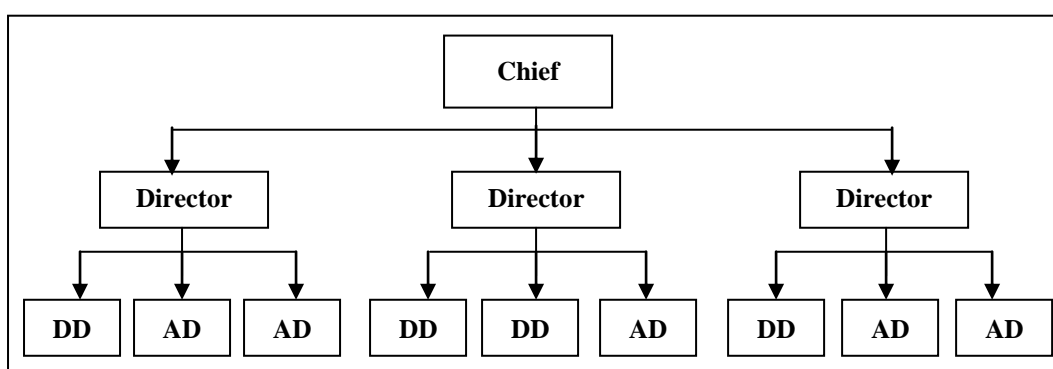 Chief
Director Director Director
DD AD AD DD DD AD DD AD AD